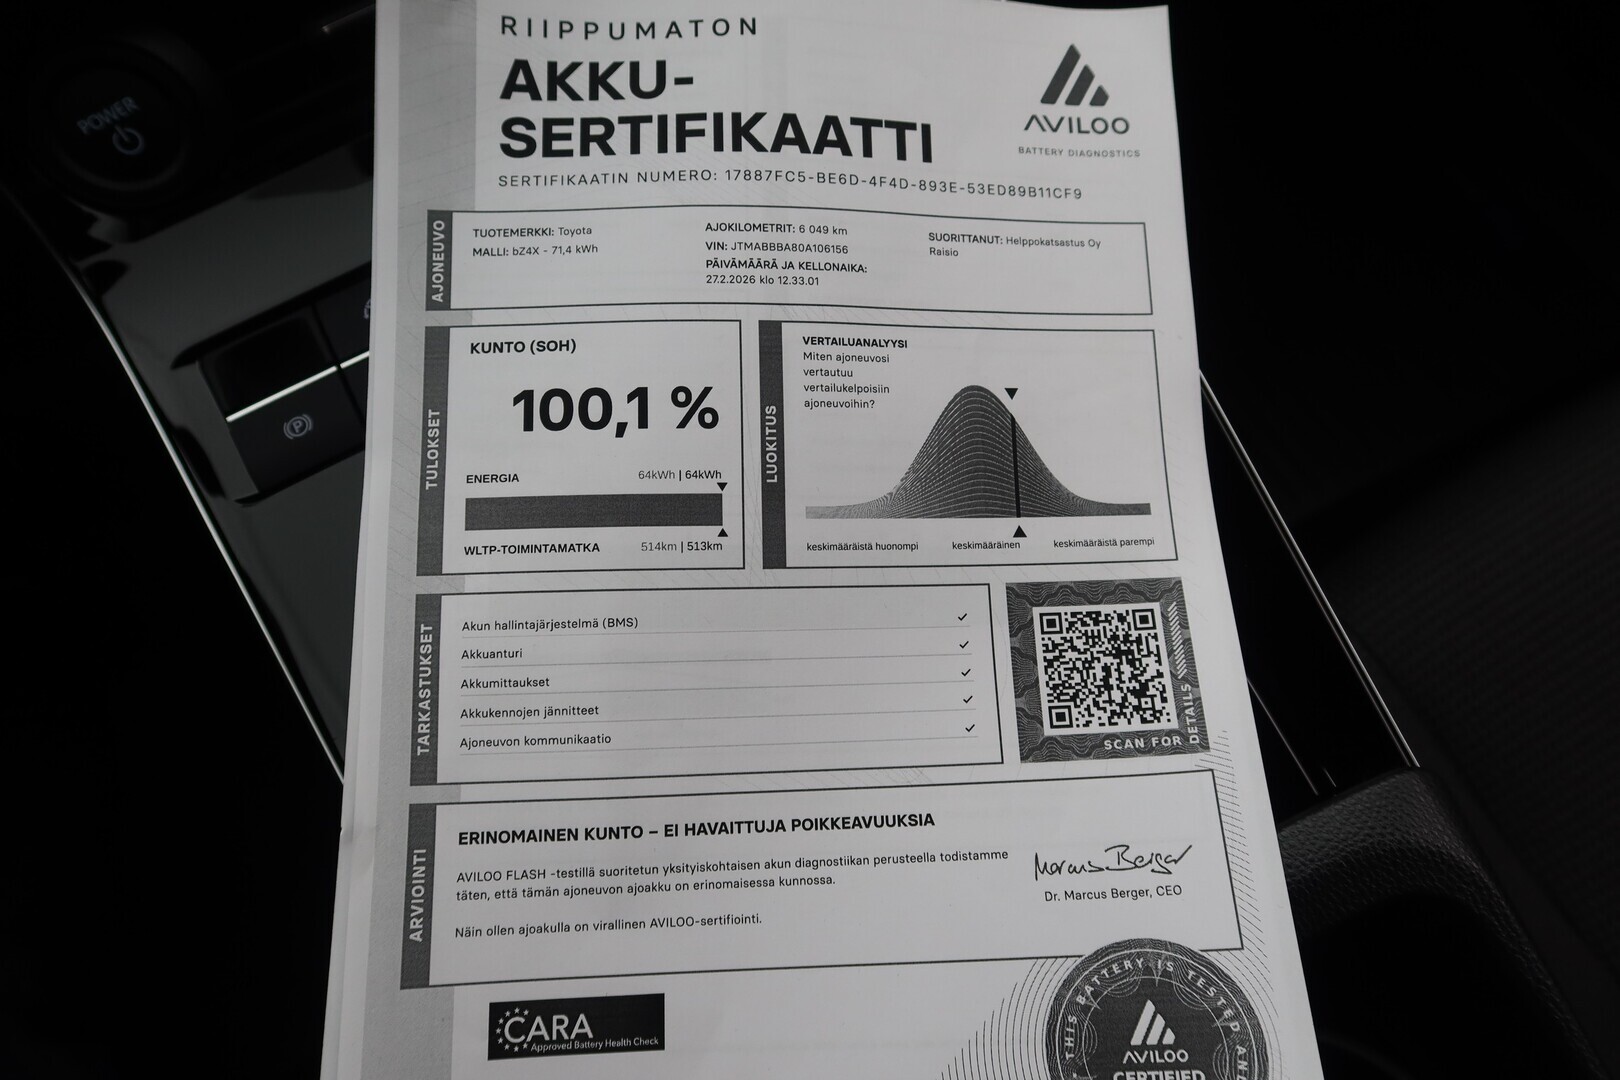 POWER
RIIPPUMATON
AKKU-
SERTIFIKAATTI
SERTIFIKAATIN NUMERO: 17887FC5-BE6D-4F4D-893E-53ED89B11CF9
AVILOO
BATTERY DIAGNOSTICS
AJONEUVO
TUOTEMERKKI: Toyota
MALLI: bZ4X - 71,4 kWh
AJOKILOMETRIT: 6 049 km
VIN: JTMABBBA80A106156
PÄIVÄMÄÄRÄ JA KELLONAIKA:
27.2.2026 klo 12.33.01
SUORITTANUT: Helppokatsastus Oy
Raisio
TULOKSET
KUNTO (SOH)
100,1 %
ENERGIA 64kWh | 64kWh
WLTP-TOIMINTAMATKA 514km | 513km
LUOKITUS
VERTAILUANALYYSI
Miten ajoneuvosi
vertautuu
vertailukelpoisiin
ajoneuvoihin?
keskimääräistä huonompi keskimääräinen keskimääräistä parempi
TARKASTUKSET
Akun hallintajärjestelmä (BMS)
Akkuanturi
Akkumittaukset
Akkukennojen jännitteet
Ajoneuvon kommunikaatio
SCAN FOR DETAILS
ARVIOINTI
ERINOMAINEN KUNTO – EI HAVAITTUJA POIKKEAVUUKSIA
AVILOO FLASH -testillä suoritetun yksityiskohtaisen akun diagnostiikan perusteella todistamme
täten, että tämän ajoneuvon ajoakku on erinomaisessa kunnossa.
Näin ollen ajoakulla on virallinen AVILOO-sertifiointi.
Marcus Berger
Dr. Marcus Berger, CEO
CARA
Approved Battery Health Check
THIS BATTERY IS TESTED AN
AVILOO
CERTIFIED